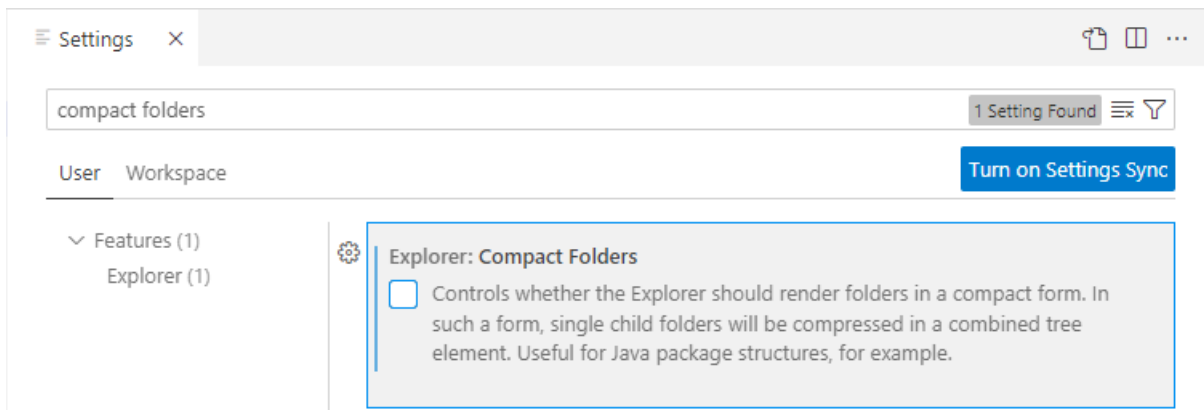 Settings
compact folders
1 Setting Found
User Workspace
Turn on Settings Sync
Features (1)
Explorer (1)
Explorer: Compact Folders
Controls whether the Explorer should render folders in a compact form. In
such a form, single child folders will be compressed in a combined tree
element. Useful for Java package structures, for example.